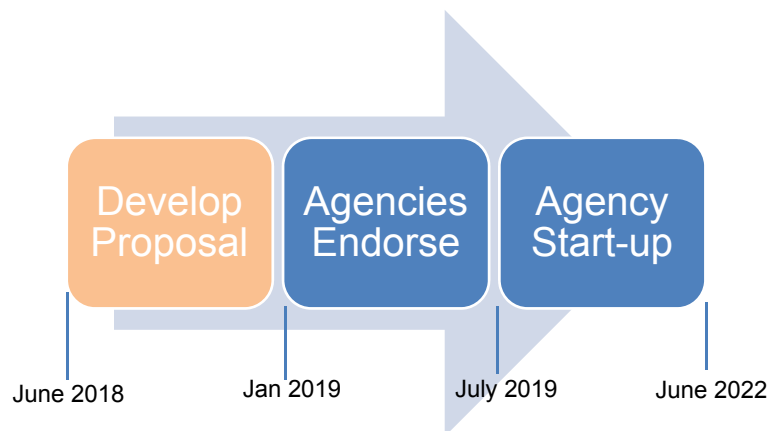 Develop
Proposal
Agencies
Endorse
Agency
Start-up
June 2018
Jan 2019
July 2019
June 2022